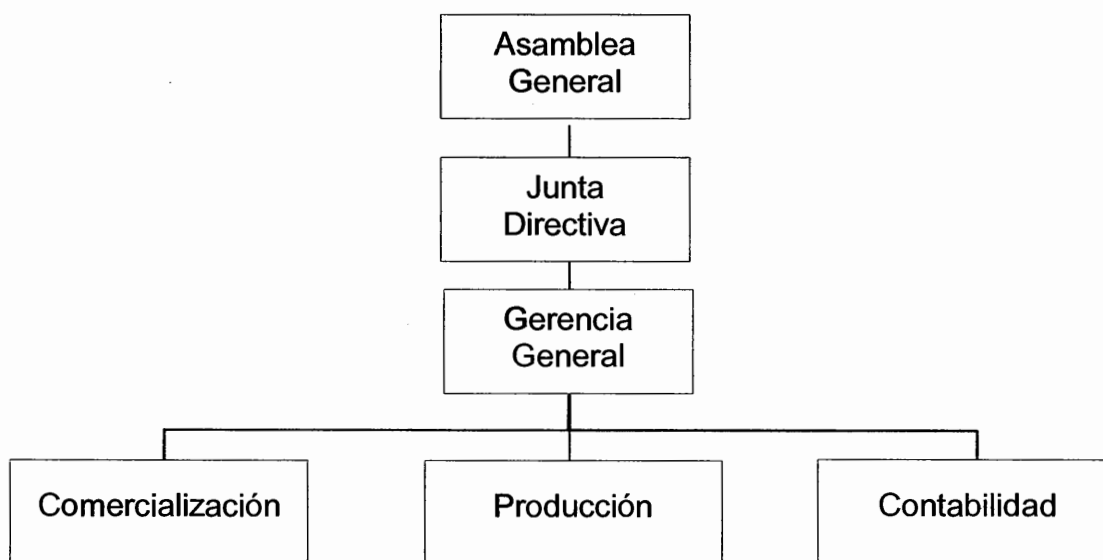 Asamblea
General
Junta
Directiva
Gerencia
General
Comercialización
Producción
Contabilidad